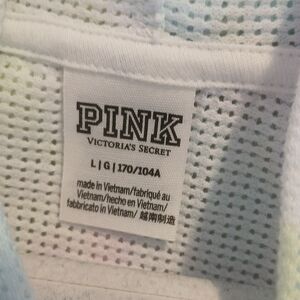 PINK
VICTORIA'S SECRET
L | G | 170/104A
made in Vietnam/fabriqué au
Vietnam/hecho en Vietnam/
fabbricato in Vietnam/ 越南制造